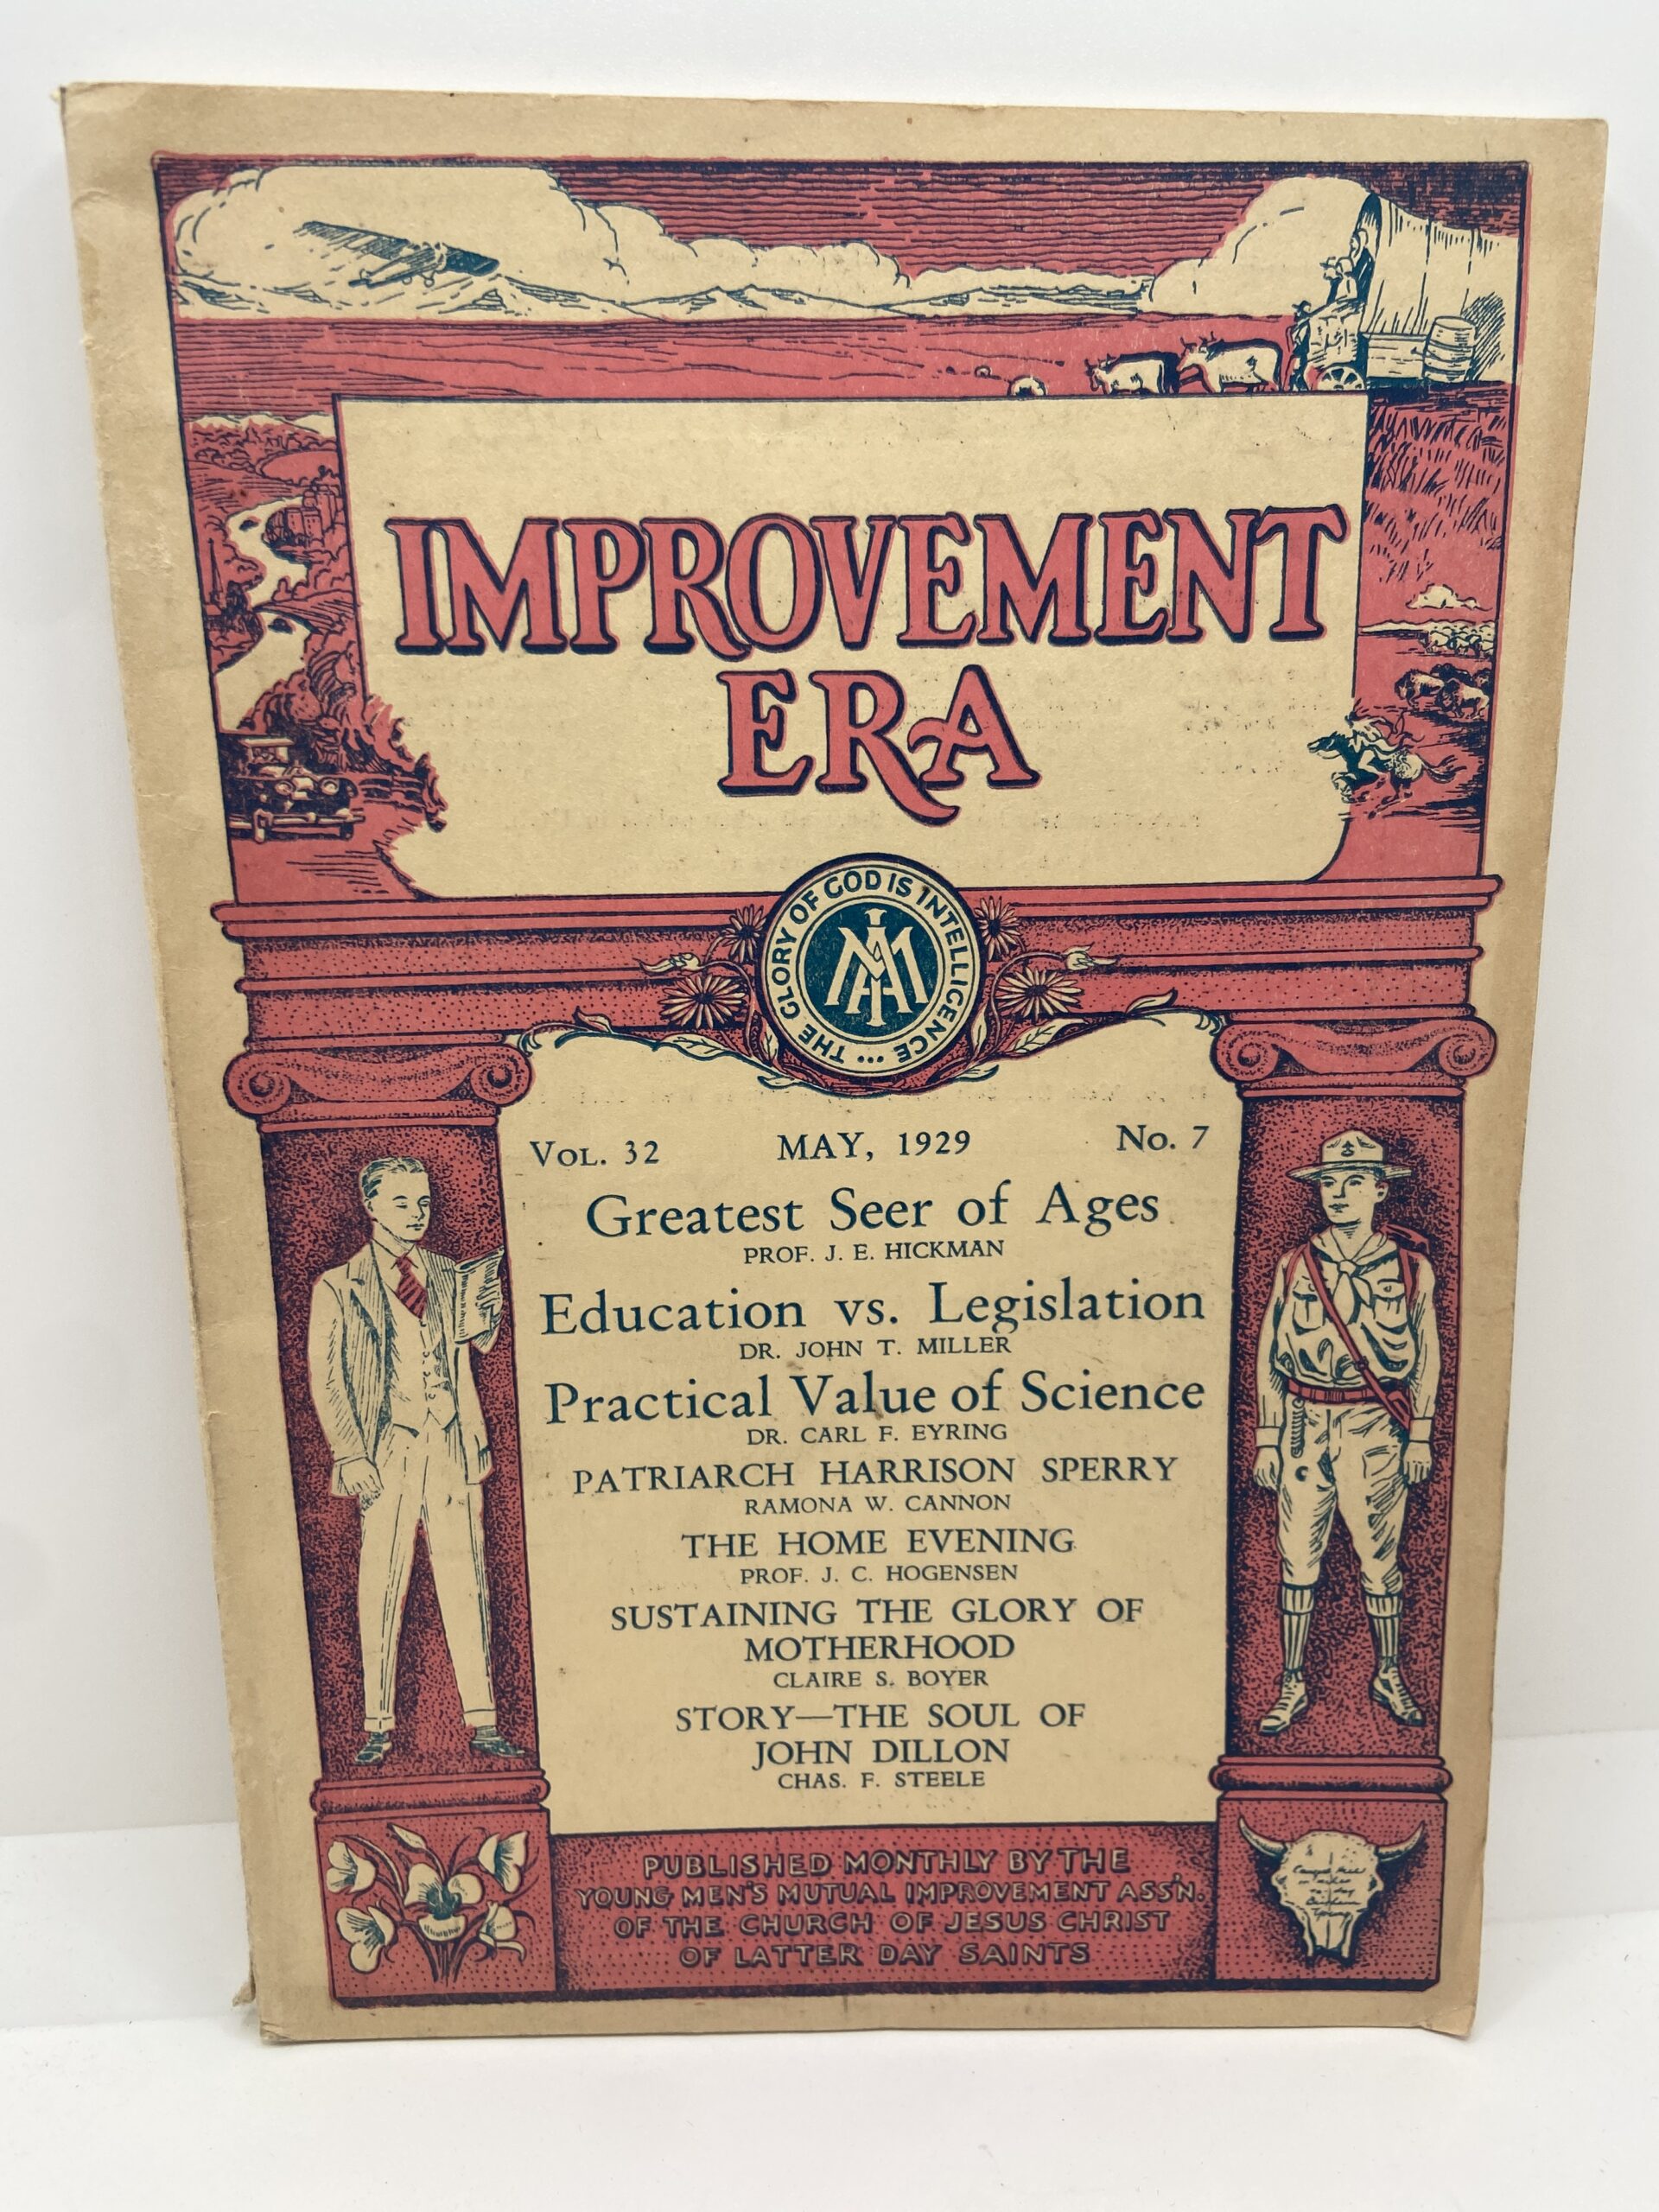 IMPROVEMENT
ERA
THE GLORY OF GOD IS INTELLIGENCE...
MIA
VOL. 32 MAY, 1929 No. 7
Greatest Seer of Ages
PROF. J. E. HICKMAN
Education vs. Legislation
DR. JOHN T. MILLER
Practical Value of Science
DR. CARL F. EYRING
PATRIARCH HARRISON SPERRY
RAMONA W. CANNON
THE HOME EVENING
PROF. J. C. HOGENSEN
SUSTAINING THE GLORY OF
MOTHERHOOD
CLAIRE S. BOYER
STORY—THE SOUL OF
JOHN DILLON
CHAS. F. STEELE
PUBLISHED MONTHLY BY THE
YOUNG MEN'S MUTUAL IMPROVEMENT ASS'N.
OF THE CHURCH OF JESUS CHRIST
OF LATTER DAY SAINTS